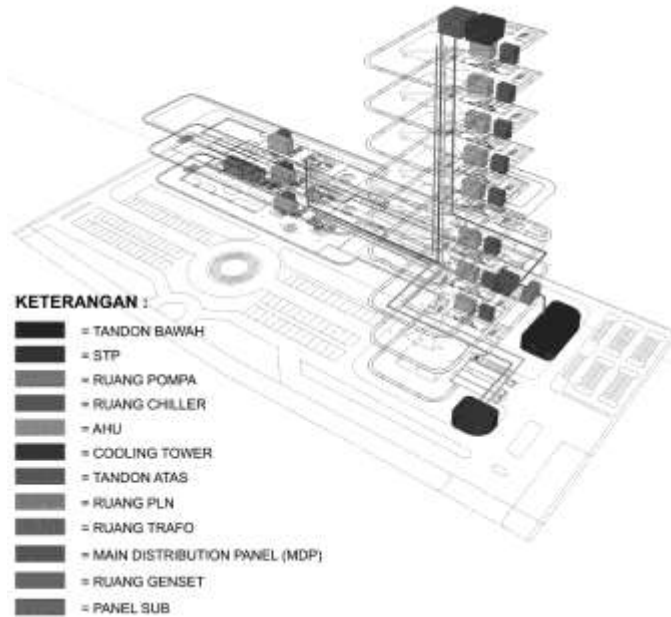 KETERANGAN :
= TANDON BAWAH
= STP
= RUANG POMPA
= RUANG CHILLER
= AHU
= COOLING TOWER
= TANDON ATAS
= RUANG PLN
= RUANG TRAFO
= MAIN DISTRIBUTION PANEL (MDP)
= RUANG GENSET
= PANEL SUB